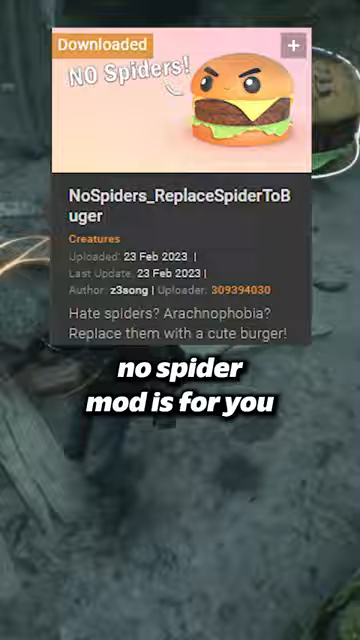 Downloaded
NO Spiders!
NoSpiders_ReplaceSpiderToB
uger
Creatures
Uploaded: 23 Feb 2023 |
Last Update: 23 Feb 2023 |
Author: z3song | Uploader: 309394030
Hate spiders? Arachnophobia?
Replace them with a cute burger!
no spider
mod is for you